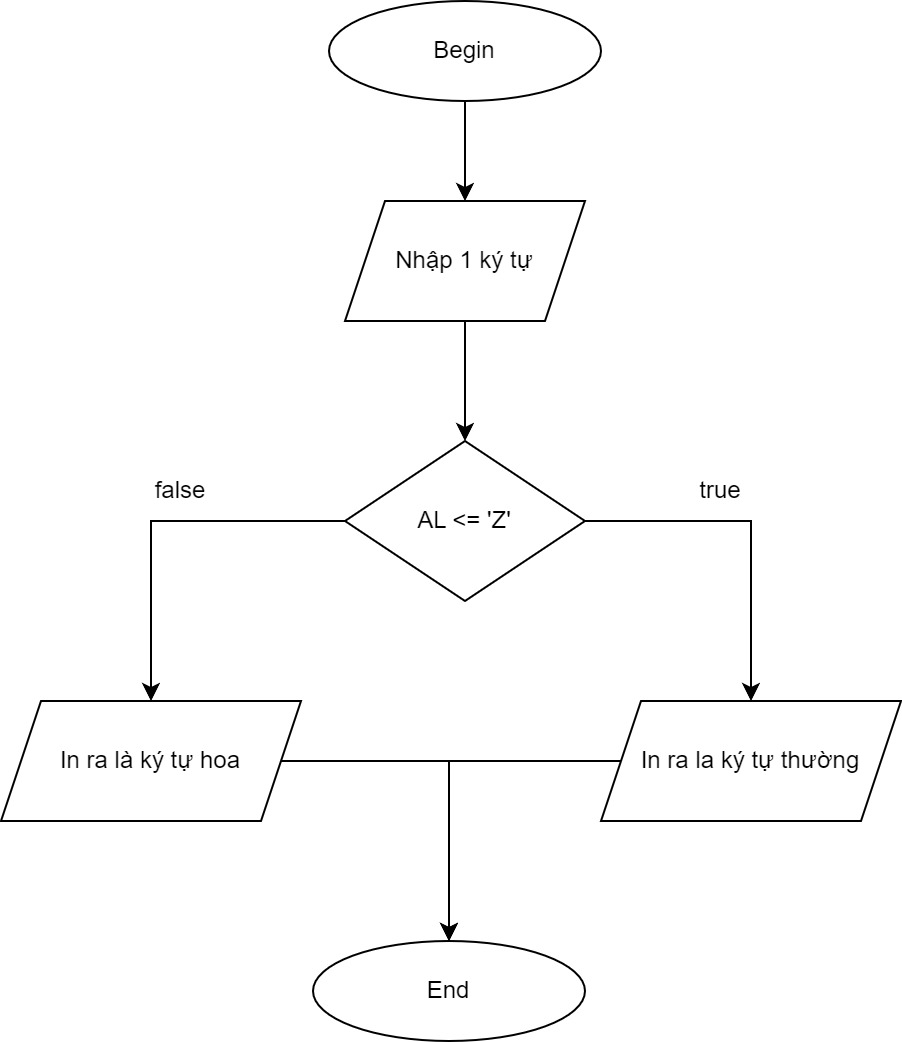 Begin
Nhập 1 ký tự
false
true
AL <= 'Z'
In ra là ký tự hoa
In ra la ký tự thường
End